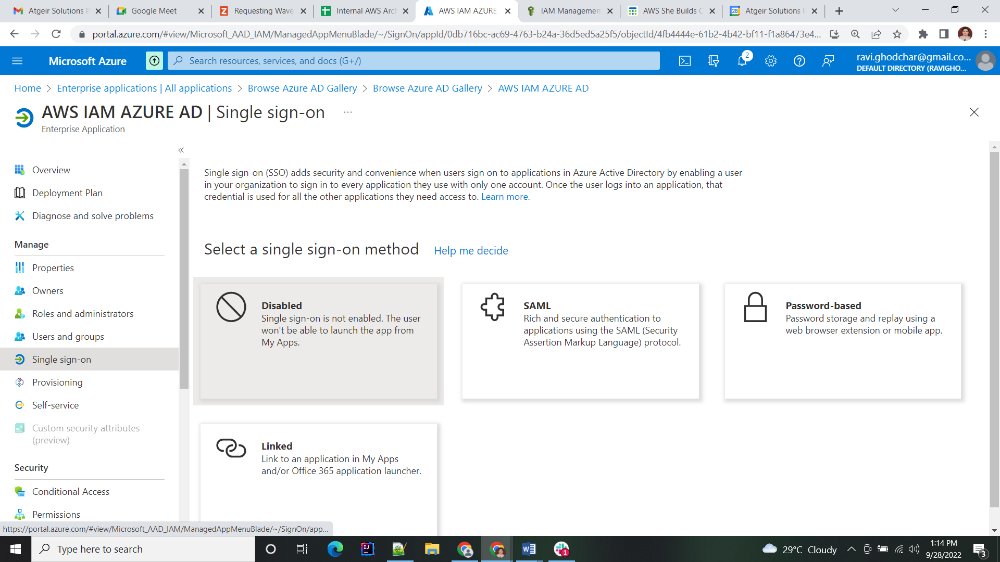 Atgeir Solutions P
Google Meet
Requesting Wave
Internal AWS Arch
AWS IAM AZURE
IAM Management
AWS She Builds C
28
Atgeir Solutions P
portal.azure.com/#view/Microsoft_AAD_IAM/ManagedAppMenuBlade/~/SignOn/appId/0db716bc-ac69-4763-b24a-36d5ed5a25f5/objectId/4fb4444e-61b2-4b42-bf11-f1a86473e4...
Microsoft Azure
Search resources, services, and docs (G+/)
2
ravi.ghodchar@gmail.co...
DEFAULT DIRECTORY (RAVIGHO...
Home > Enterprise applications | All applications > Browse Azure AD Gallery > Browse Azure AD Gallery > AWS IAM AZURE AD
AWS IAM AZURE AD | Single sign-on ...
Enterprise Application
Overview
Deployment Plan
Diagnose and solve problems
Manage
Properties
Owners
Roles and administrators
Users and groups
Single sign-on
Provisioning
Self-service
Custom security attributes
(preview)
Security
Conditional Access
Permissions
Single sign-on (SSO) adds security and convenience when users sign on to applications in Azure Active Directory by enabling a user
in your organization to sign in to every application they use with only one account. Once the user logs into an application, that
credential is used for all the other applications they need access to. Learn more.
Select a single sign-on method
Help me decide
Disabled
Single sign-on is not enabled. The user
won't be able to launch the app from
My Apps.
SAML
Rich and secure authentication to
applications using the SAML (Security
Assertion Markup Language) protocol.
Password-based
Password storage and replay using a
web browser extension or mobile app.
Linked
Link to an application in My Apps
and/or Office 365 application launcher.
https://portal.azure.com/#view/Microsoft_AAD_IAM/ManagedAppMenuBlade/~/SignOn/app...
Type here to search
1
29°C Cloudy
1:14 PM
9/28/2022
3